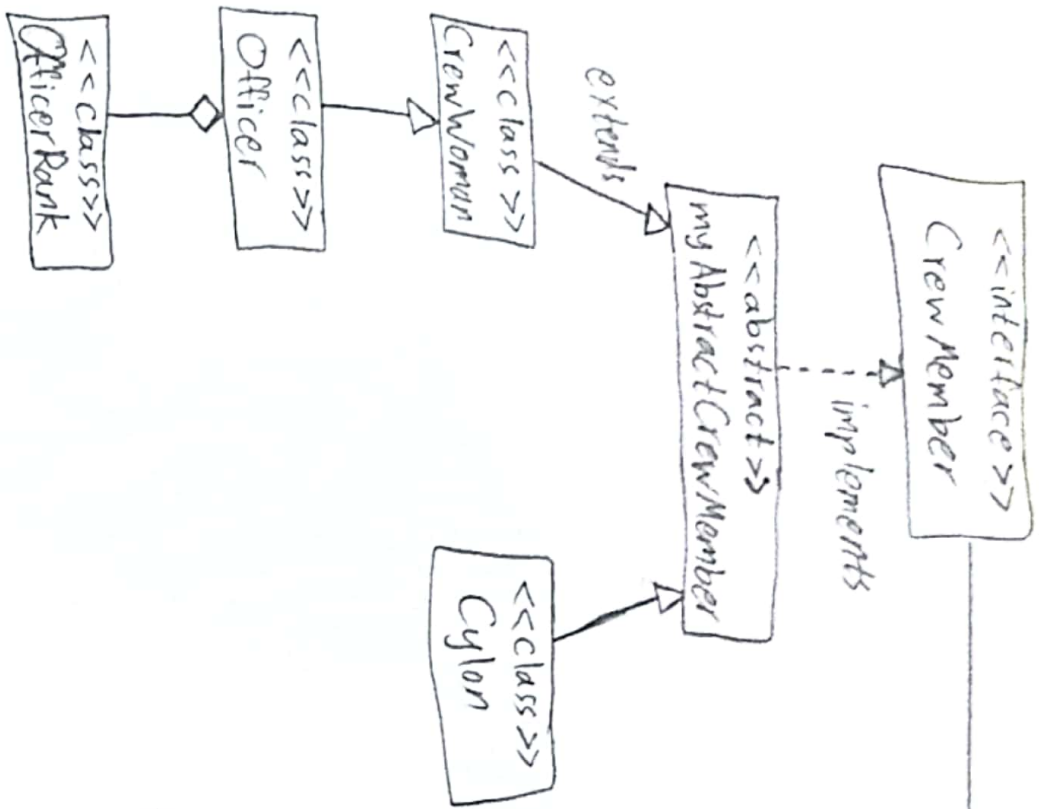 <<interface>>
CrewMember
implements
<<abstract>>
myAbstractCrewMember
extends
<<class>>
CrewWoman
<<class>>
Cylon
<<class>>
Officer
<<class>>
OfficerRank